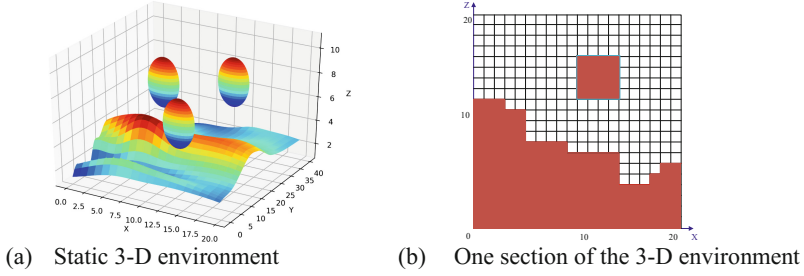 10
8
6
4
2
Z
0.0 2.5 5.0 7.5 10.0 12.5 15.0 17.5 20.0
X
0 5 10 15 20 25 30 35 40
Y
Z
20
10
0
10
20
X
(a) Static 3-D environment
(b) One section of the 3-D environment